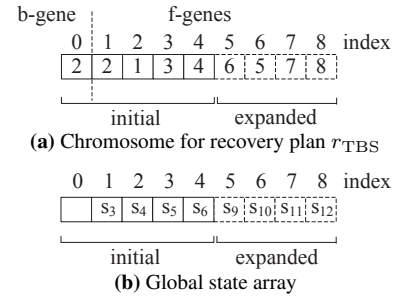 b-gene f-genes
0 1 2 3 4 5 6 7 8 index
2 2 1 3 4 6 5 7 8
initial expanded
(a) Chromosome for recovery plan r_TBS
0 1 2 3 4 5 6 7 8 index
s₃ s₄ s₅ s₆ s₉ s₁₀ s₁₁ s₁₂
initial expanded
(b) Global state array